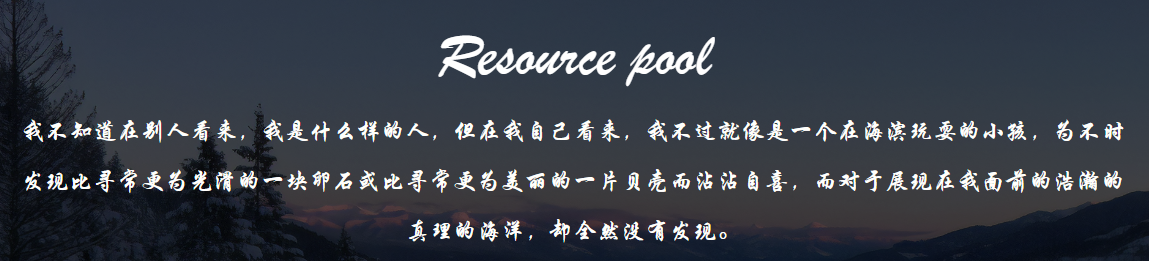 Resource pool
我不知道在别人看来，我是什么样的人，但在我自己看来，我不过就像是一个在海滨玩耍的小孩，为不时
发现比寻常更为光滑的一块卵石或比寻常更为美丽的一片贝壳而沾沾自喜，而对于展现在我面前的浩瀚的
真理的海洋，却全然没有发现。